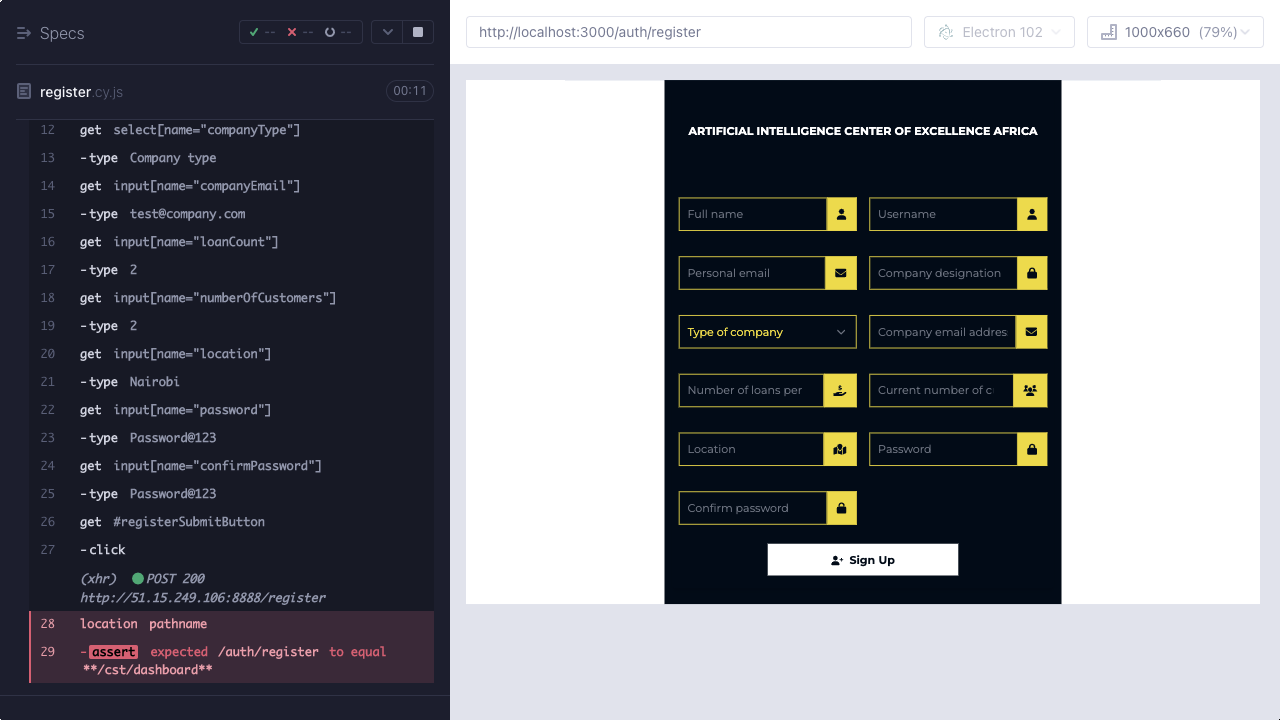 Specs
--
--
--
http://localhost:3000/auth/register
Electron 102
1000x660 (79%)
register.cy.js
00:11
12 get select[name="companyType"]
13 -type Company type
14 get input[name="companyEmail"]
15 -type test@company.com
16 get input[name="loanCount"]
17 -type 2
18 get input[name="numberOfCustomers"]
19 -type 2
20 get input[name="location"]
21 -type Nairobi
22 get input[name="password"]
23 -type Password@123
24 get input[name="confirmPassword"]
25 -type Password@123
26 get #registerSubmitButton
27 -click
(xhr) POST 200
http://51.15.249.106:8888/register
28 location pathname
29 -assert expected /auth/register to equal
**/cst/dashboard**
ARTIFICIAL INTELLIGENCE CENTER OF EXCELLENCE AFRICA
Full name
Username
Personal email
Company designation
Type of company
Company email addres
Number of loans per
Current number of c
Location
Password
Confirm password
Sign Up